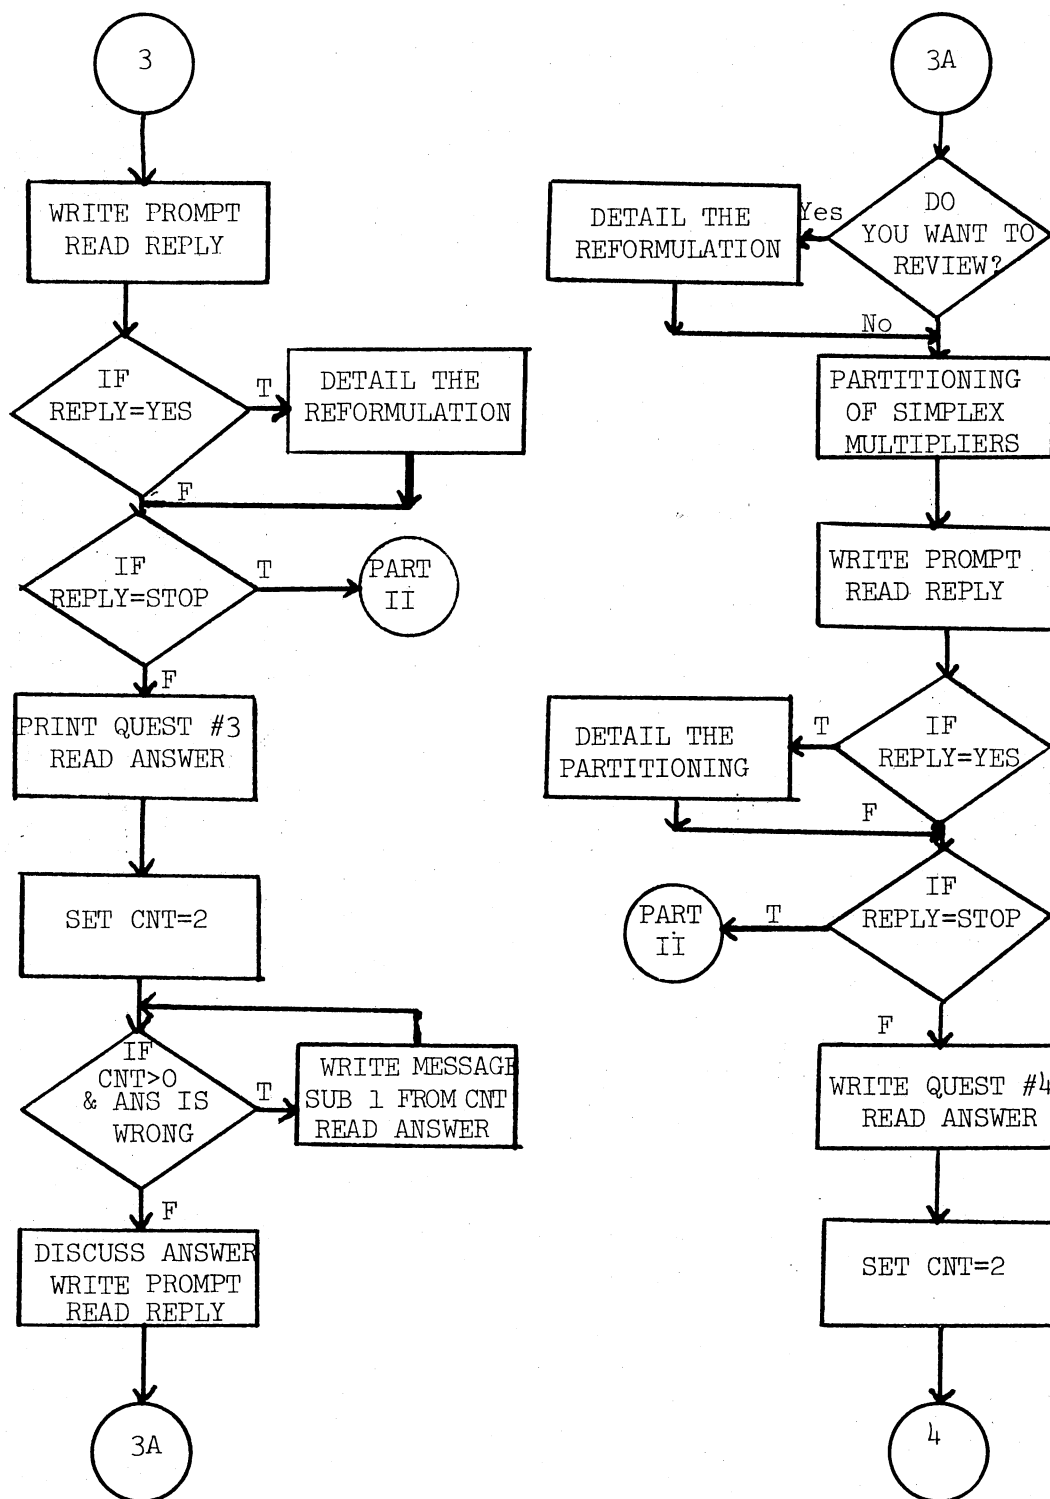 3
WRITE PROMPT
READ REPLY
IF
REPLY=YES
T
DETAIL THE
REFORMULATION
F
IF
REPLY=STOP
T
PART
II
F
PRINT QUEST #3
READ ANSWER
SET CNT=2
IF
CNT>0
& ANS IS
WRONG
T
WRITE MESSAGE
SUB 1 FROM CNT
READ ANSWER
F
DISCUSS ANSWER
WRITE PROMPT
READ REPLY
3A
3A
DO
YOU WANT TO
REVIEW?
Yes
DETAIL THE
REFORMULATION
No
PARTITIONING
OF SIMPLEX
MULTIPLIERS
WRITE PROMPT
READ REPLY
IF
REPLY=YES
T
DETAIL THE
PARTITIONING
F
IF
REPLY=STOP
T
PART
II
F
WRITE QUEST #4
READ ANSWER
SET CNT=2
4